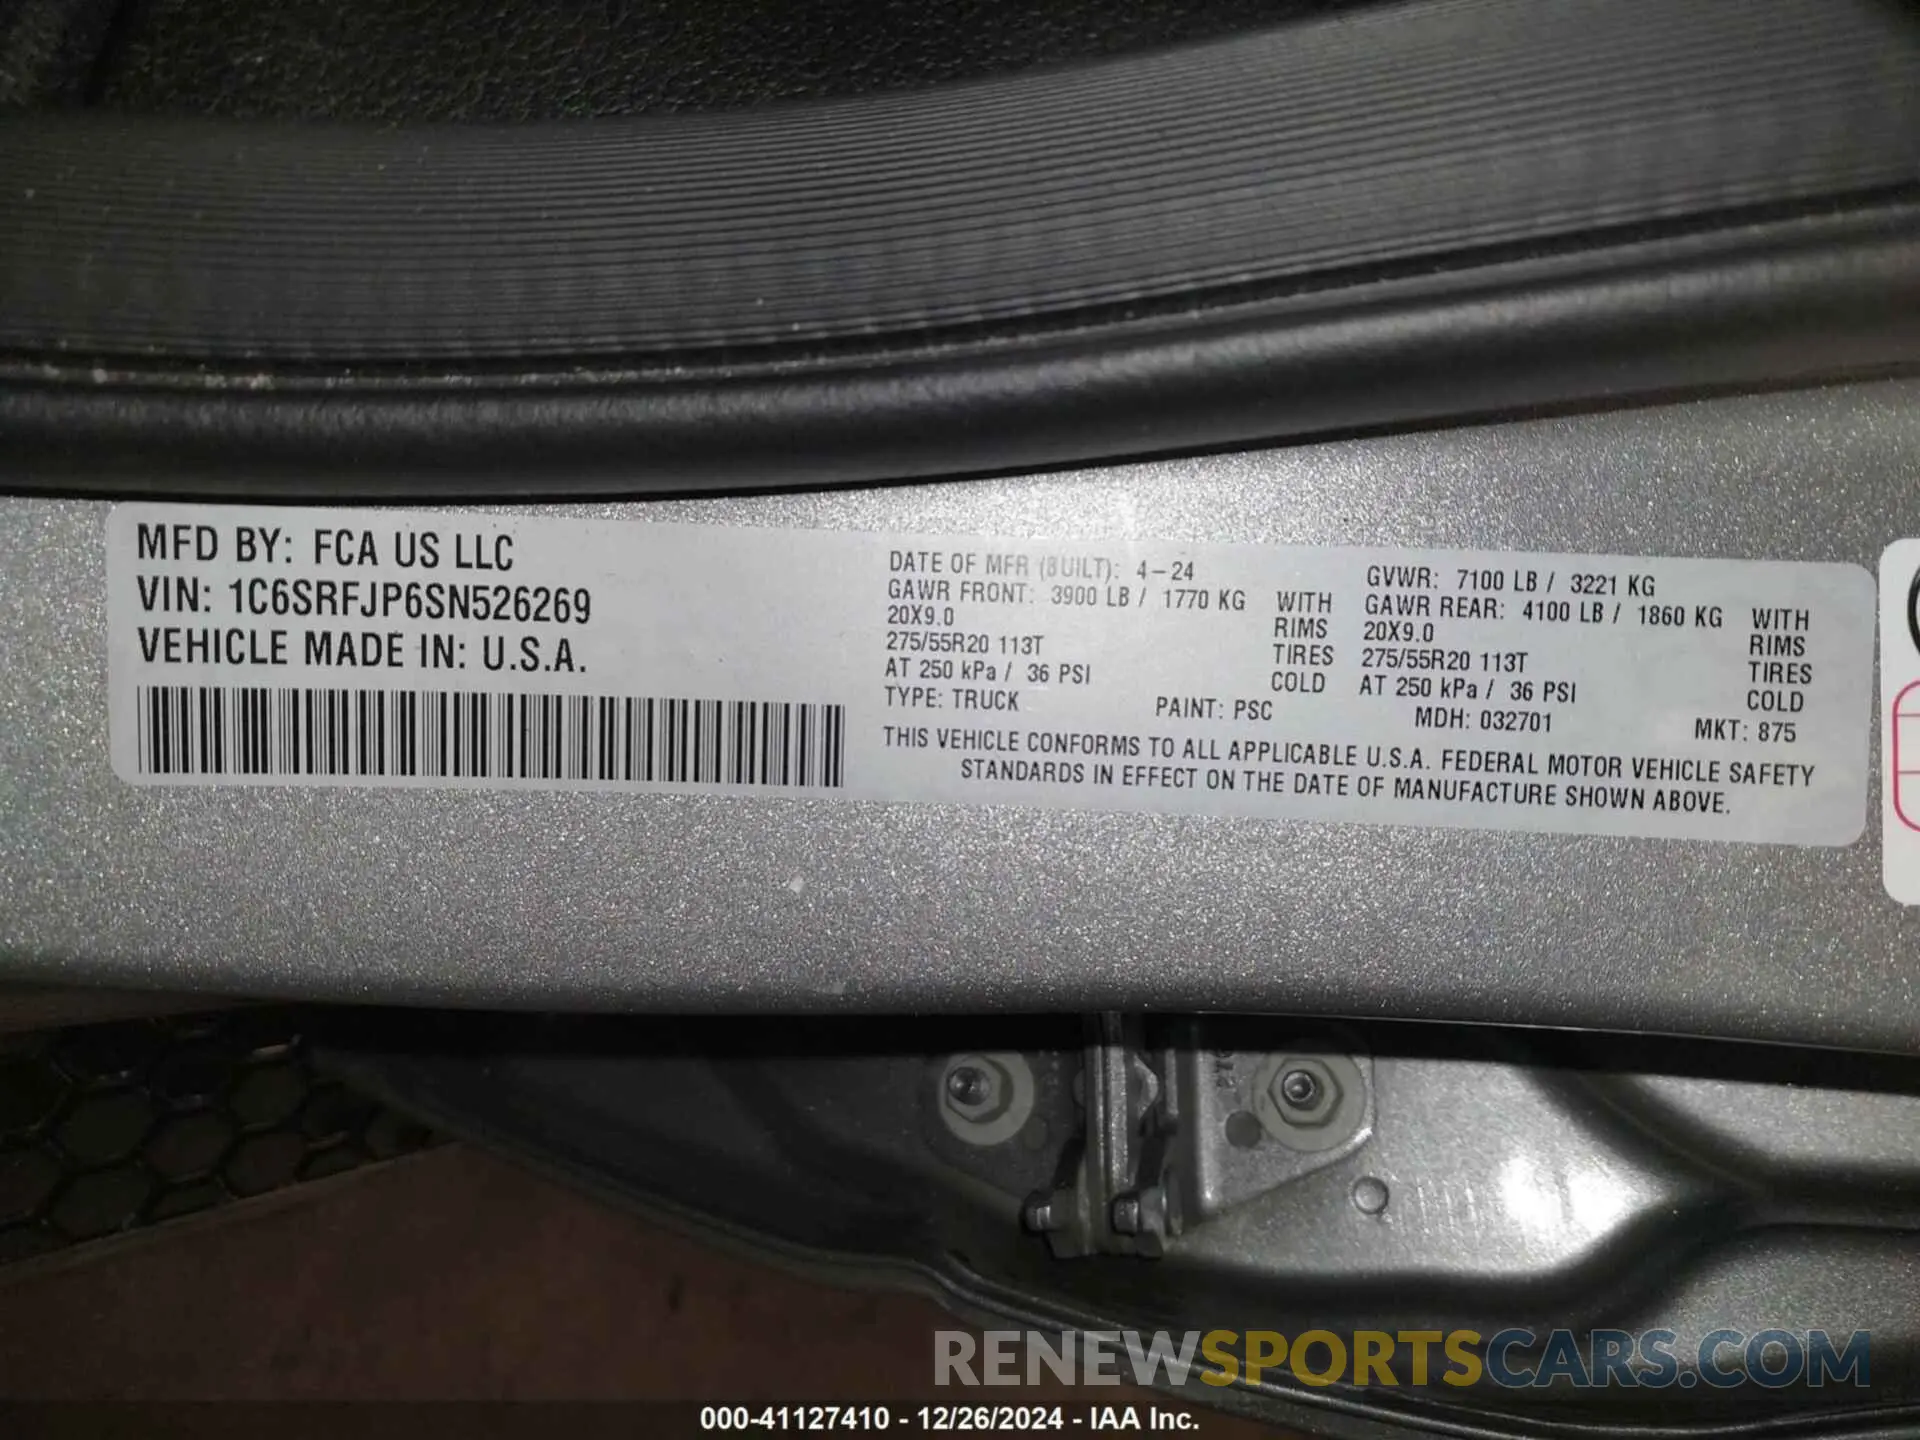 MFD BY: FCA US LLC
VIN: 1C6SRFJP6SN526269
VEHICLE MADE IN: U.S.A.
DATE OF MFR (BUILT): 4-24
GAWR FRONT: 3900 LB / 1770 KG WITH
20X9.0 RIMS
275/55R20 113T TIRES
AT 250 kPa / 36 PSI COLD
TYPE: TRUCK PAINT: PSC
GVWR: 7100 LB / 3221 KG
GAWR REAR: 4100 LB / 1860 KG WITH
20X9.0 RIMS
275/55R20 113T TIRES
AT 250 kPa / 36 PSI COLD
MDH: 032701 MKT: 875
THIS VEHICLE CONFORMS TO ALL APPLICABLE U.S.A. FEDERAL MOTOR VEHICLE SAFETY
STANDARDS IN EFFECT ON THE DATE OF MANUFACTURE SHOWN ABOVE.
RENEWSPORTSCARS.COM
000-41127410 - 12/26/2024 - IAA Inc.